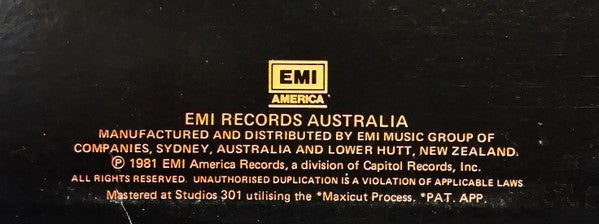 EMI
AMERICA
EMI RECORDS AUSTRALIA
MANUFACTURED AND DISTRIBUTED BY EMI MUSIC GROUP OF
COMPANIES, SYDNEY, AUSTRALIA AND LOWER HUTT, NEW ZEALAND.
Ⓟ 1981 EMI America Records, a division of Capitol Records, Inc.
ALL RIGHTS RESERVED. UNAUTHORISED DUPLICATION IS A VIOLATION OF APPLICABLE LAWS
Mastered at Studios 301 utilising the *Maxicut Process. *PAT. APP.